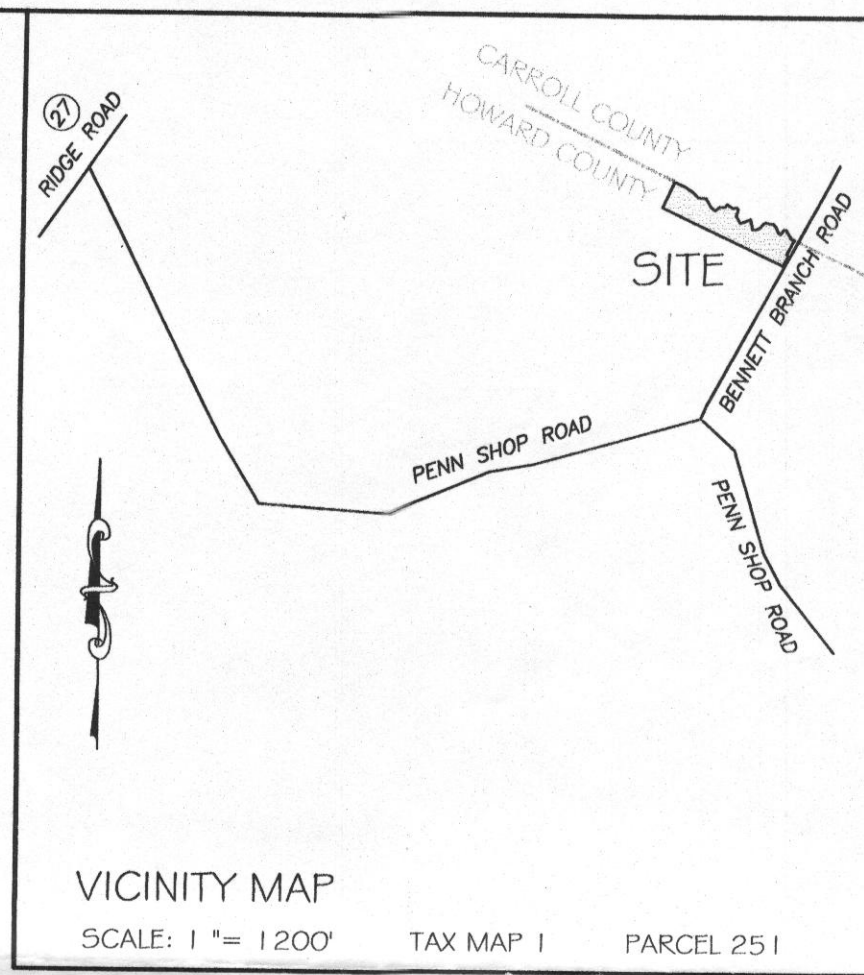 27
RIDGE ROAD
CARROLL COUNTY
HOWARD COUNTY
SITE
BENNETT BRANCH ROAD
PENN SHOP ROAD
PENN SHOP ROAD
VICINITY MAP
SCALE: 1 "= 1200'
TAX MAP 1
PARCEL 251